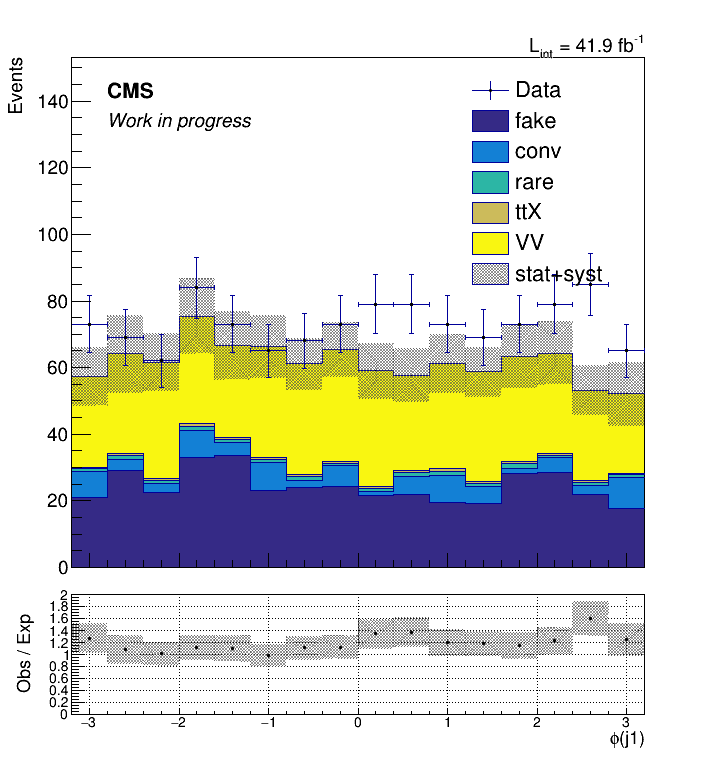 L_int = 41.9 fb^-1
Events
CMS
Work in progress
Data
fake
conv
rare
ttX
VV
stat+syst
140
120
100
80
60
40
20
0
Obs / Exp
2
1.8
1.6
1.4
1.2
1
0.8
0.6
0.4
0.2
0
−3 −2 −1 0 1 2 3
ϕ(j1)